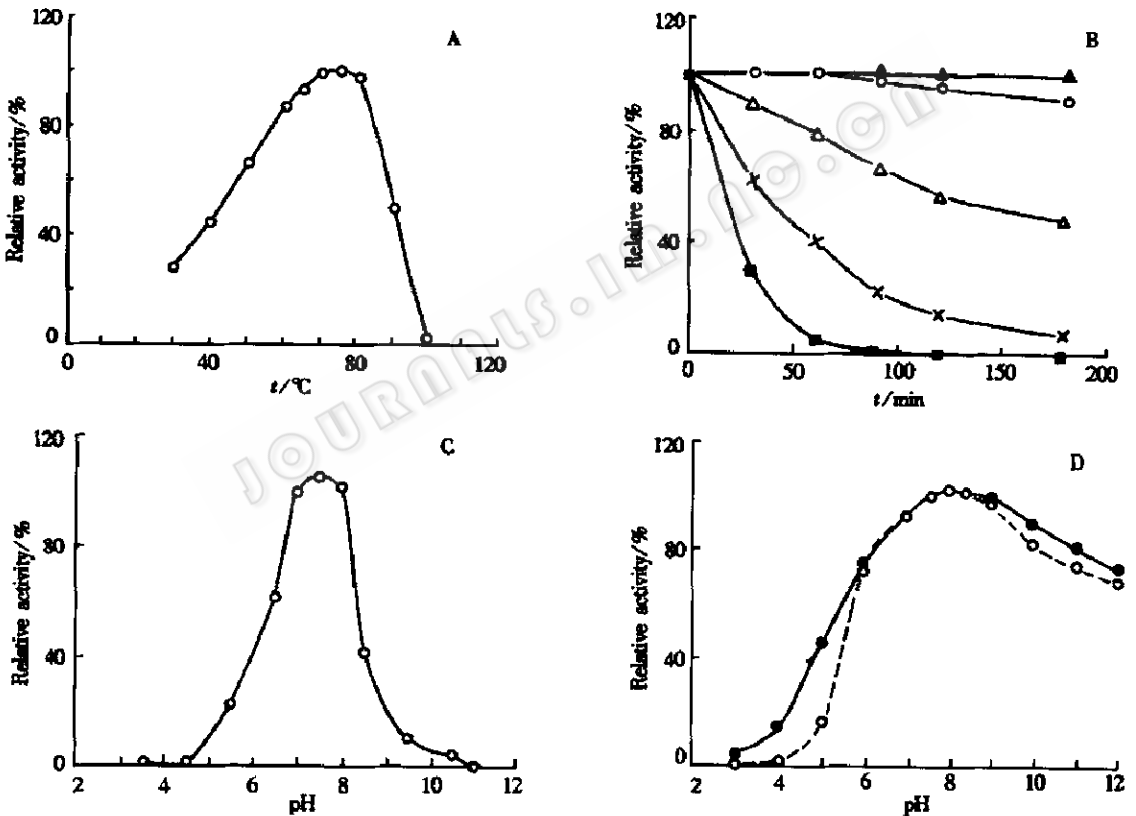 A
120
80
40
0
Relative activity/%
0 40 80 120
t/℃
B
120
80
40
0
Relative activity/%
0 50 100 150 200
t/min
C
120
80
40
0
Relative activity/%
2 4 6 8 10 12
pH
D
120
80
40
0
Relative activity/%
2 4 6 8 10 12
pH
JOURNALS.IM.AC.CN